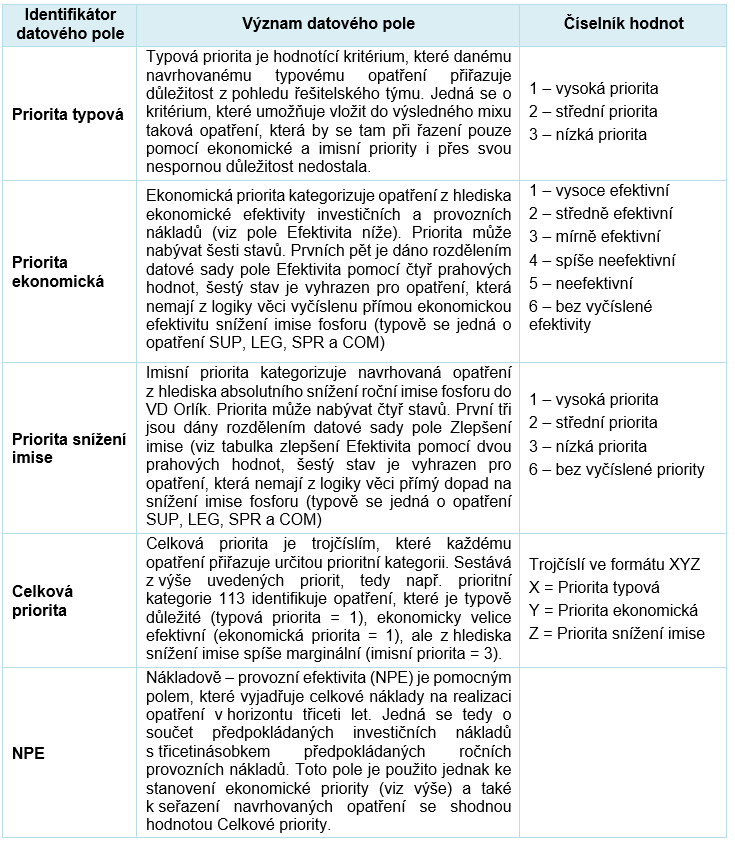 Identifikátor
datového pole
Význam datového pole
Číselník hodnot
Priorita typová
Typová priorita je hodnotící kritérium, které danému
navrhovanému typovému opatření přiřazuje
důležitost z pohledu řešitelského týmu. Jedná se o
kritérium, které umožňuje vložit do výsledného mixu
taková opatření, která by se tam při řazení pouze
pomocí ekonomické a imisní priority i přes svou
nespornou důležitost nedostala.
1 – vysoká priorita
2 – střední priorita
3 – nízká priorita
Priorita
ekonomická
Ekonomická priorita kategorizuje opatření z hlediska
ekonomické efektivity investičních a provozních
nákladů (viz pole Efektivita níže). Priorita může
nabývat šesti stavů. Prvních pět je dáno rozdělením
datové sady pole Efektivita pomocí čtyř prahových
hodnot, šestý stav je vyhrazen pro opatření, která
nemají z logiky věci vyčíslenu přímou ekonomickou
efektivitu snížení imise fosforu (typově se jedná o
opatření SUP, LEG, SPR a COM)
1 – vysoce efektivní
2 – středně efektivní
3 – mírně efektivní
4 – spíše neefektivní
5 – neefektivní
6 – bez vyčíslené
efektivity
Priorita snížení
imise
Imisní priorita kategorizuje navrhovaná opatření
z hlediska absolutního snížení roční imise fosforu do
VD Orlík. Priorita může nabývat čtyř stavů. První tři
jsou dány rozdělením datové sady pole Zlepšení
imise (viz tabulka zlepšení Efektivita pomocí dvou
prahových hodnot, šestý stav je vyhrazen pro
opatření, která nemají z logiky věci přímý dopad na
snížení imise fosforu (typově se jedná o opatření
SUP, LEG, SPR a COM)
1 – vysoká priorita
2 – střední priorita
3 – nízká priorita
6 – bez vyčíslené priority
Celková
priorita
Celková priorita je trojčíslím, které každému
opatření přiřazuje určitou prioritní kategorii. Sestává
z výše uvedených priorit, tedy např. prioritní
kategorie 113 identifikuje opatření, které je typově
důležité (typová priorita = 1), ekonomicky velice
efektivní (ekonomická priorita = 1), ale z hlediska
snížení imise spíše marginální (imisní priorita = 3).
Trojčíslí ve formátu XYZ
X = Priorita typová
Y = Priorita ekonomická
Z = Priorita snížení imise
NPE
Nákladově – provozní efektivita (NPE) je pomocným
polem, které vyjadřuje celkové náklady na realizaci
opatření v horizontu třiceti let. Jedná se tedy o
součet předpokládaných investičních nákladů
s třicetinásobkem předpokládaných ročních
provozních nákladů. Toto pole je použito jednak ke
stanovení ekonomické priority (viz výše) a také
k seřazení navrhovaných opatření se shodnou
hodnotou Celkové priority.